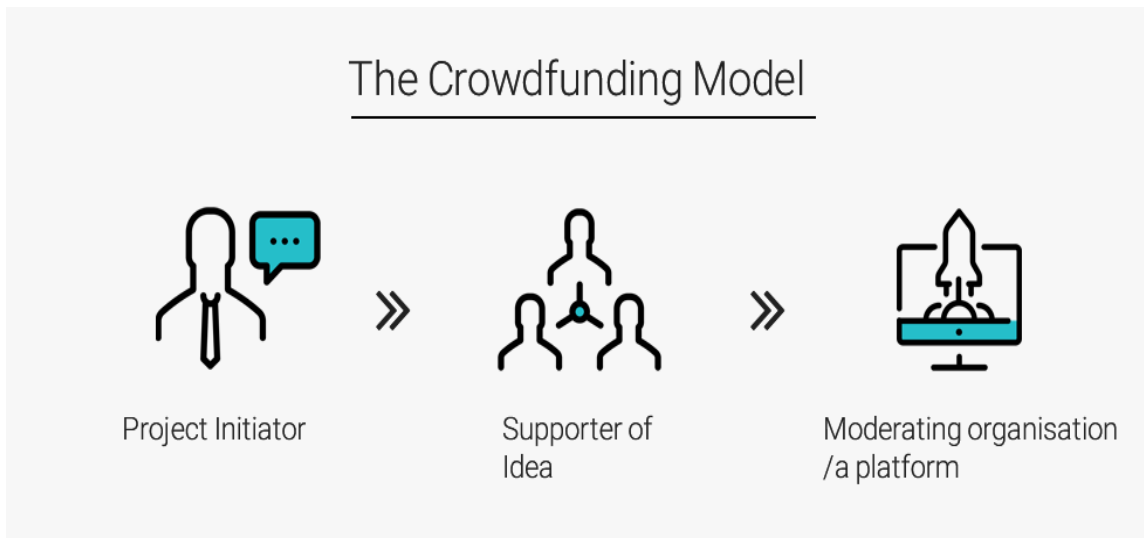 The Crowdfunding Model
Project Initiator
Supporter of
Idea
Moderating organisation
/a platform